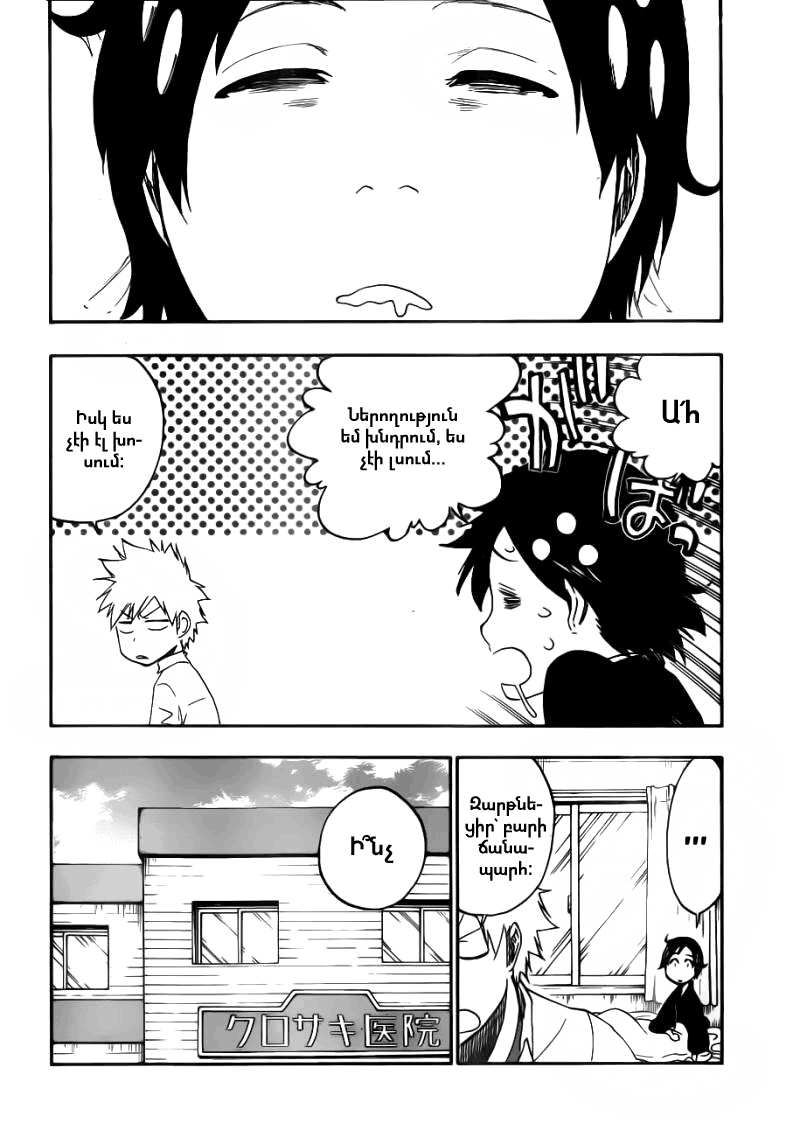 Ա՜հ
Ներողություն
եմ խնդրում, ես
չէի լսում...
Իսկ ես
չէի էլ խո-
սում:
...
Զարթնե-
ցիր՝ բարի
ճանա-
պարհ:
Ի՞նչ
クロサキ医院